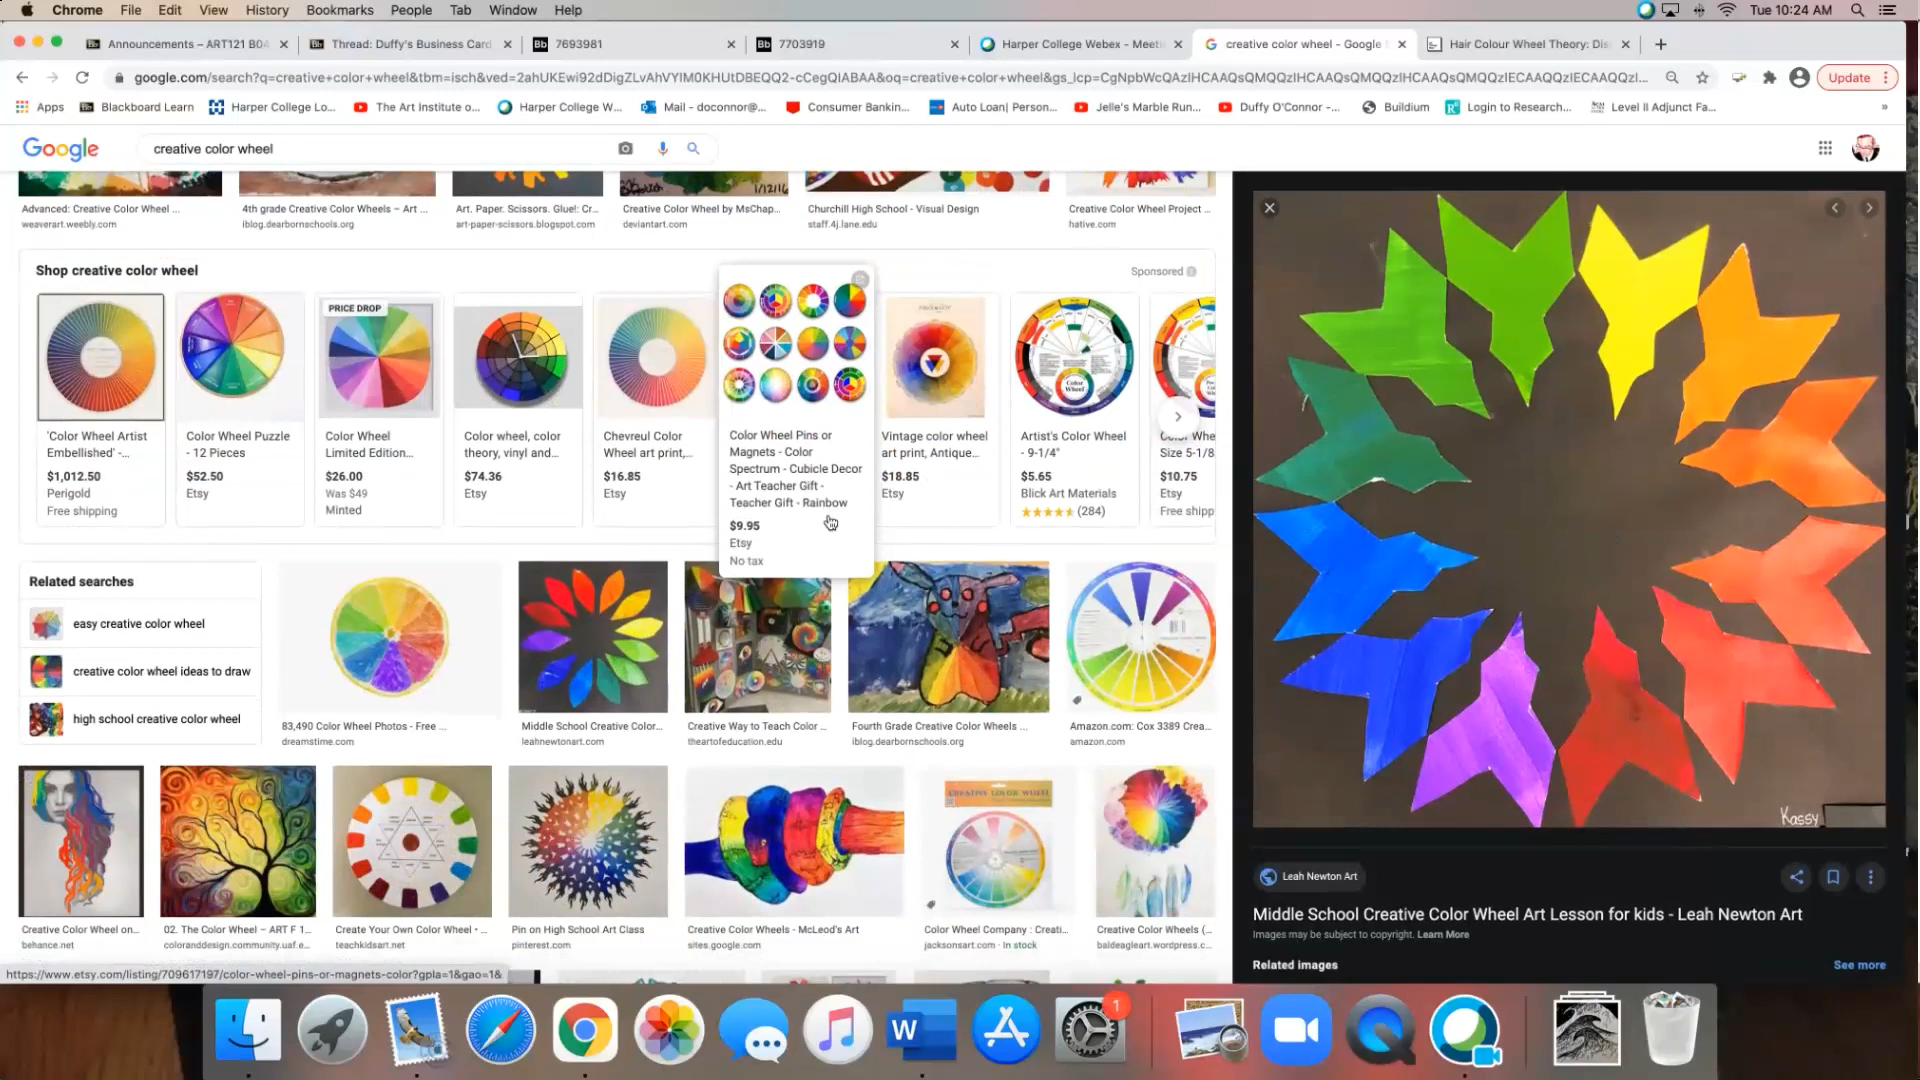 Chrome File Edit View History Bookmarks People Tab Window Help Tue 10:24 AM
Announcements – ART121 B04 Thread: Duffy's Business Card 7693981 7703919 Harper College Webex - Meeti creative color wheel - Google Hair Colour Wheel Theory: Dis
google.com/search?q=creative+color+wheel&tbm=isch&ved=
Update
Apps Blackboard Learn Harper College Lo... The Art Institute o... Harper College W... Mail - doconnor@... Consumer Bankin... Auto Loan| Person... Jelle's Marble Run... Duffy O'Connor -... Buildium Login to Research... Level II Adjunct Fa... »
Google creative color wheel
1/12/16
Advanced: Creative Color Wheel ...
weaverart.weebly.com
4th grade Creative Color Wheels – Art ...
iblog.dearbornschools.org
Art. Paper. Scissors. Glue!: Cr...
art-paper-scissors.blogspot.com
Creative Color Wheel by MsChap...
deviantart.com
Churchill High School - Visual Design
staff.4j.lane.edu
Creative Color Wheel Project ...
hative.com
Shop creative color wheel
Sponsored
'Color Wheel Artist
Embellished' -...
$1,012.50
Perigold
Free shipping
Color Wheel Puzzle
- 12 Pieces
$52.50
Etsy
PRICE DROP
Color Wheel
Limited Edition...
$26.00
Was $49
Minted
Color wheel, color
theory, vinyl and...
$74.36
Etsy
Chevreul Color
Wheel art print,...
$16.85
Etsy
Color Wheel Pins or
Magnets - Color
Spectrum - Cubicle Decor
- Art Teacher Gift -
Teacher Gift - Rainbow
$9.95
Etsy
No tax
Vintage color wheel
art print, Antique...
$18.85
Etsy
Color
Wheel
Artist's Color Wheel
- 9-1/4"
$5.65
Blick Art Materials
(284)
Color Whe
Size 5-1/8
$10.75
Etsy
Free shipp
Related searches
easy creative color wheel
creative color wheel ideas to draw
high school creative color wheel
83,490 Color Wheel Photos - Free ...
dreamstime.com
Middle School Creative Color...
leahnewtonart.com
Creative Way to Teach Color ...
theartofeducation.edu
Fourth Grade Creative Color Wheels ...
iblog.dearbornschools.org
Amazon.com: Cox 3389 Crea...
amazon.com
Creative Color Wheel on...
behance.net
02. The Color Wheel – ART F 1...
coloranddesign.community.uaf.e...
Create Your Own Color Wheel • ...
teachkidsart.net
Pin on High School Art Class
pinterest.com
Creative Color Wheels - McLeod's Art
sites.google.com
CREATIVE COLOR WHEEL
Color Wheel Company : Creati...
jacksonsart.com · In stock
Creative Color Wheels (...
baldeagleart.wordpress.c...
Kassy
Leah Newton Art
Middle School Creative Color Wheel Art Lesson for kids - Leah Newton Art
Images may be subject to copyright. Learn More
Related images
See more
https://www.etsy.com/listing/709617197/color-wheel-pins-or-magnets-color?gpla=1&gao=1&
W
1